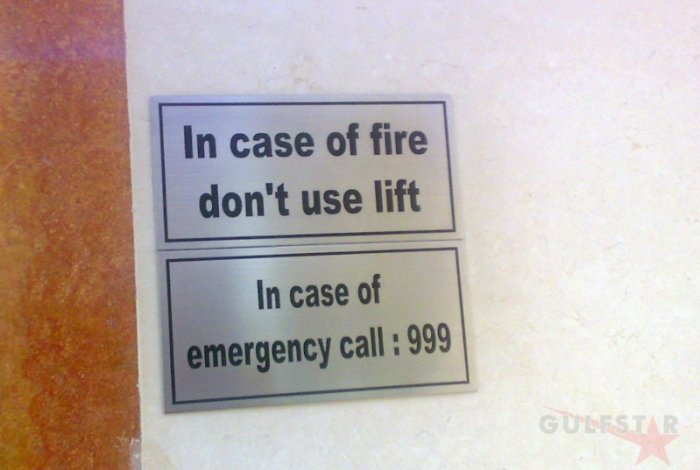 In case of fire
don't use lift
In case of
emergency call : 999
GULFSTAR